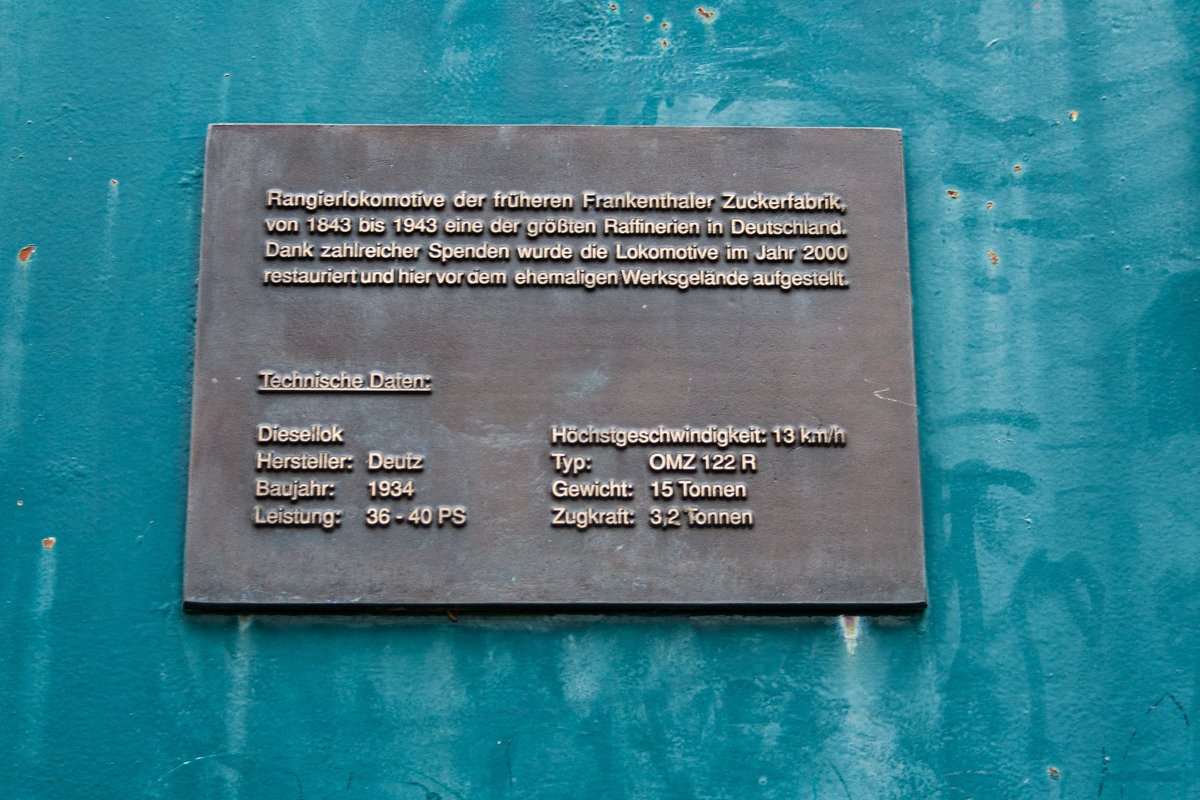 Rangierlokomotive der früheren Frankenthaler Zuckerfabrik,
von 1843 bis 1943 eine der größten Raffinerien in Deutschland.
Dank zahlreicher Spenden wurde die Lokomotive im Jahr 2000
restauriert und hier vor dem ehemaligen Werksgelände aufgestellt.
Technische Daten:
Diesellok
Hersteller: Deutz
Baujahr: 1934
Leistung: 36 - 40 PS
Höchstgeschwindigkeit: 13 km/h
Typ: OMZ 122 R
Gewicht: 15 Tonnen
Zugkraft: 3,2 Tonnen